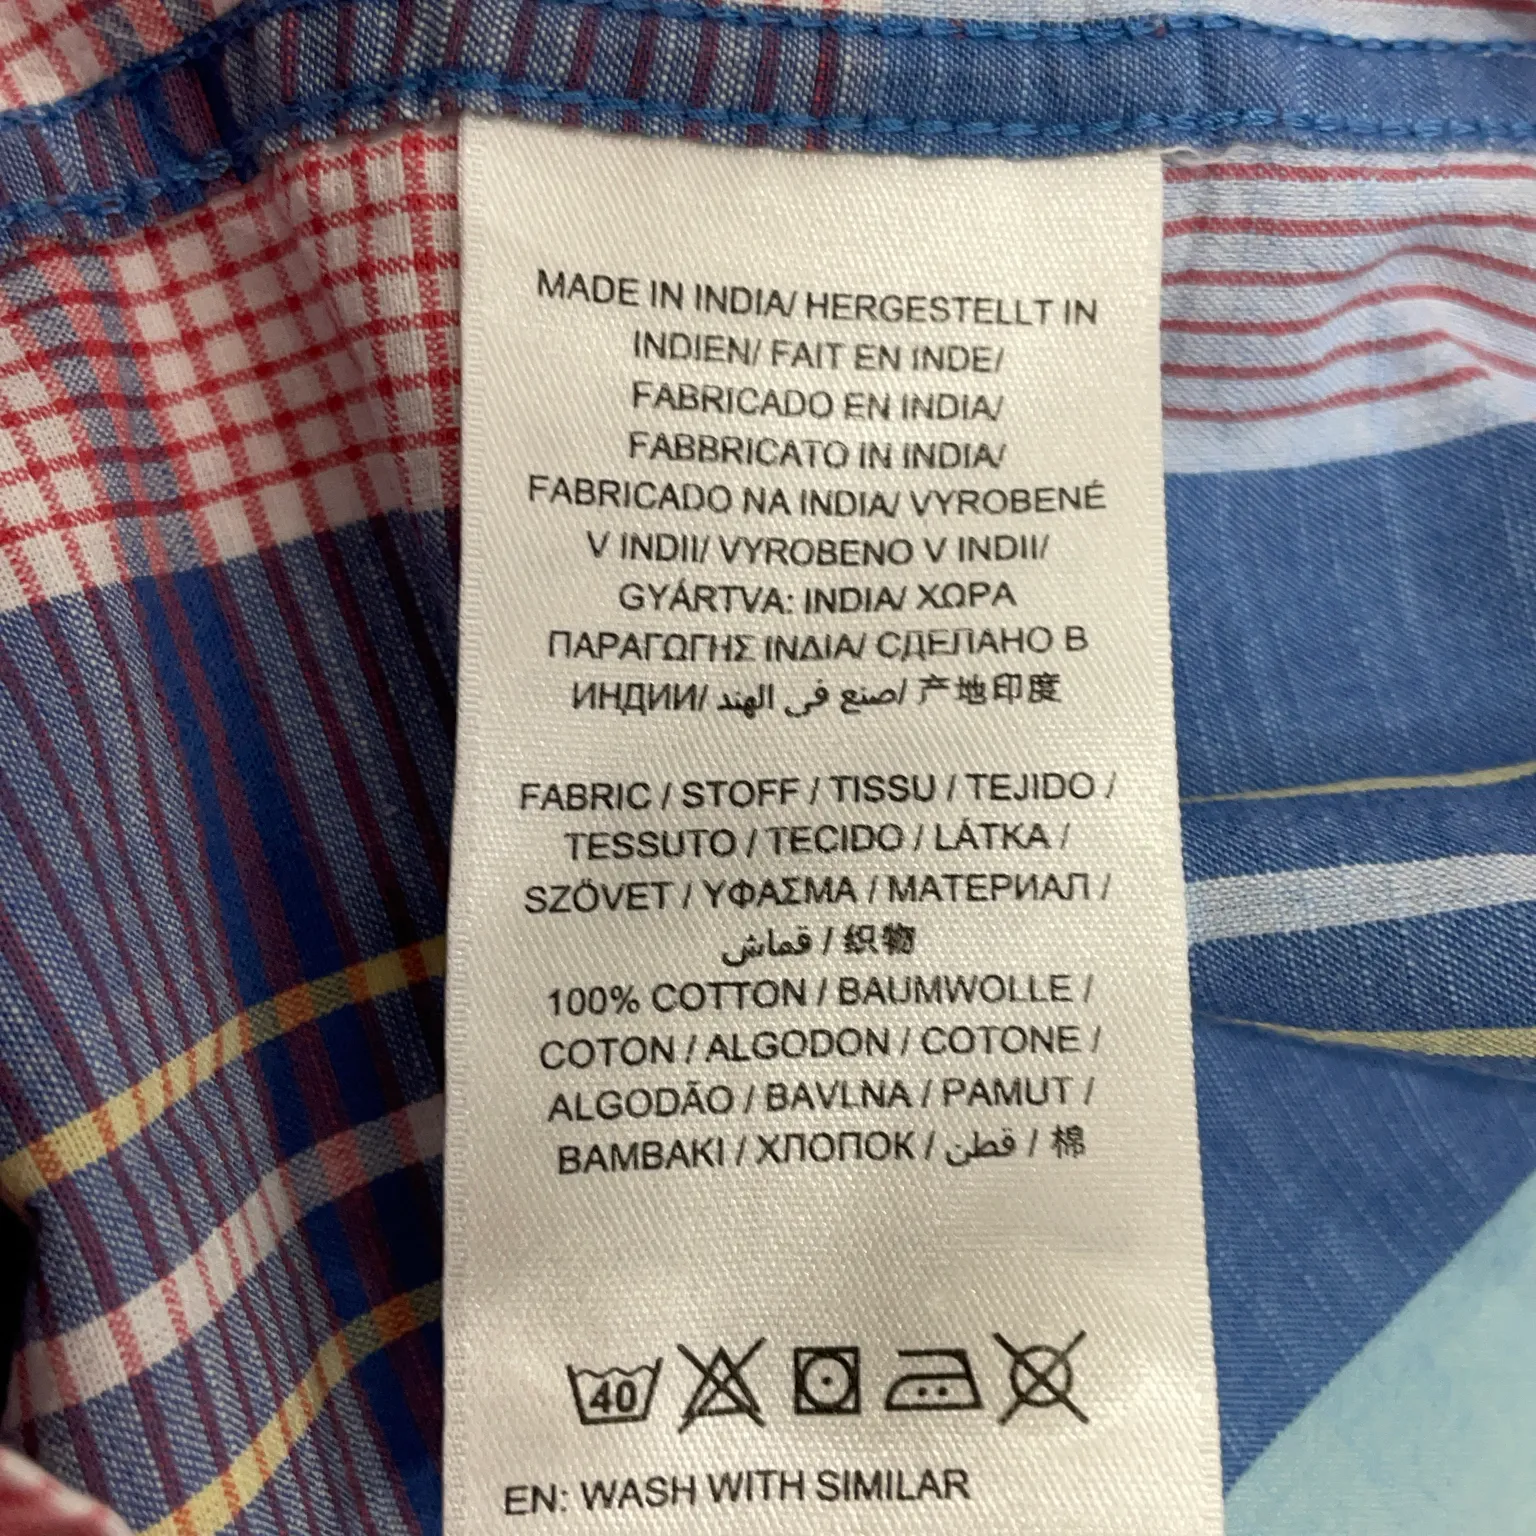 MADE IN INDIA/ HERGESTELLT IN
INDIEN/ FAIT EN INDE/
FABRICADO EN INDIA/
FABBRICATO IN INDIA/
FABRICADO NA INDIA/ VYROBENÉ
V INDII/ VYROBENO V INDII/
GYÁRTVA: INDIA/ ΧΩΡΑ
ΠΑΡΑΓΩΓΗΣ ΙΝΔΙΑ/ СДЕЛАНО В
ИНДИИ/ صنع في الهند/ 产地印度
FABRIC / STOFF / TISSU / TEJIDO /
TESSUTO / TECIDO / LÁTKA /
SZÖVET / ΥΦΑΣΜΑ / МАТЕРИАЛ /
قماش / 织物
100% COTTON / BAUMWOLLE /
COTON / ALGODON / COTONE /
ALGODÃO / BAVLNA / PAMUT /
BAMBAKI / ХЛОПОК / قطن / 棉
40
EN: WASH WITH SIMILAR